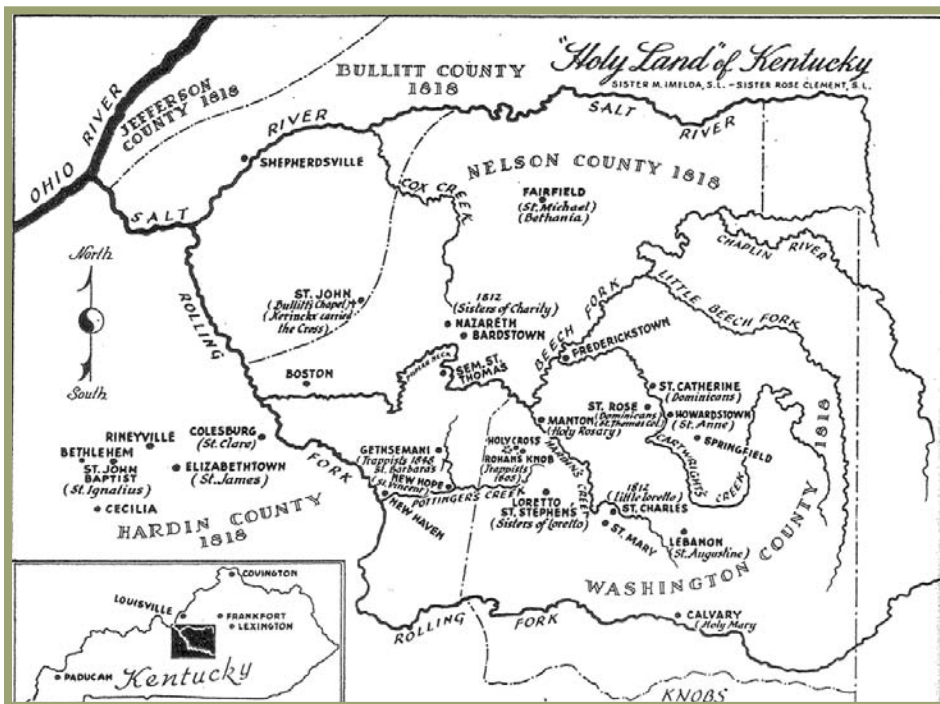 "Holy Land" of Kentucky
SISTER M. IMELDA, S.L. – SISTER ROSE CLEMENT, S.L.
BULLITT COUNTY
1818
JEFFERSON
COUNTY 1818
OHIO RIVER
SALT RIVER
SALT RIVER
SHEPHERDSVILLE
COX CREEK
NELSON COUNTY 1818
FAIRFIELD
(St. Michael)
(Bethania)
CHAPLIN RIVER
North
South
ROLLING
ST. JOHN
(Bullitt's Chapel)
(Nerinckx carried
the Cross)
1812
(Sisters of Charity)
NAZARETH
BARDSTOWN
BEECH FORK
LITTLE BEECH FORK
FREDERICKSTOWN
BOSTON
POPLAR NECK
SEM. ST.
THOMAS
ST. CATHERINE
(Dominicans)
ST. ROSE
(Dominicans)
(St. Thomas Col.)
HOWARDSTOWN
(St. Anne)
SPRINGFIELD
CARTWRIGHT'S CREEK
MANTON
(Holy Rosary)
HARDIN'S CREEK
COLESBURG
(St. Clare)
RINEYVILLE
BETHLEHEM
ST. JOHN
BAPTIST
(St. Ignatius)
ELIZABETHTOWN
(St. James)
CECILIA
HARDIN COUNTY
1818
FORK
GETHSEMANI
(Trappists 1848
St. Barbara's
(St. Vincent)
NEW HOPE
POTTINGER'S CREEK
NEW HAVEN
HOLY CROSS
ROHAN'S KNOB
(Trappists
1805)
LORETTO
ST. STEPHENS
(Sisters of Loretto)
1812
(Little Loretto)
ST. CHARLES
ST. MARY
LEBANON
(St. Augustine)
WASHINGTON COUNTY 1818
CALVARY
(Holy Mary
ROLLING FORK
KNOBS
COVINGTON
LOUISVILLE
FRANKFORT
LEXINGTON
PADUCAH
Kentucky